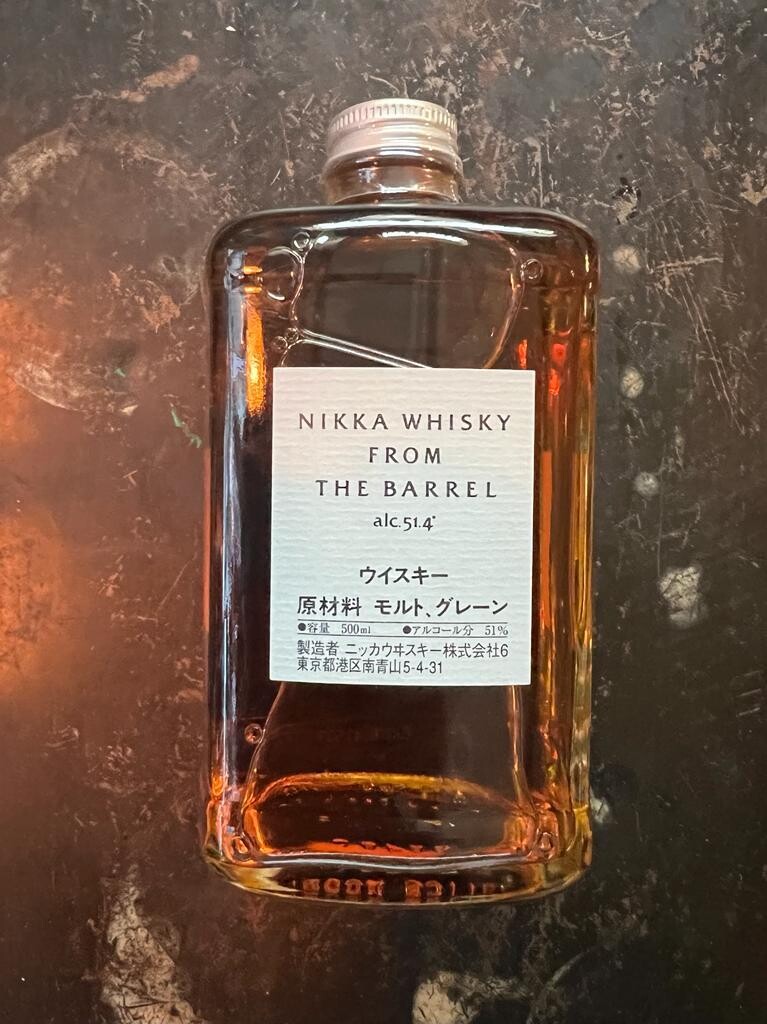 NIKKA WHISKY
FROM
THE BARREL
alc.51.4°
ウイスキー
原材料 モルト、グレーン
●容量 500ml ●アルコール分 51%
製造者 ニッカウヰスキー株式会社6
東京都港区南青山5-4-31